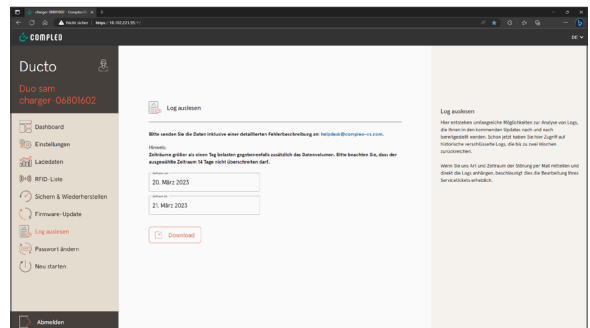 Nicht sicher
COMPLEO
DE
Ducto
Duo sam
charger-06801602
Dashboard
Einstellungen
Ladedaten
RFID-Liste
Sichern & Wiederherstellen
Firmware-Update
Log auslesen
Passwort ändern
Neu starten
Abmelden
Log auslesen
Bitte senden Sie die Daten inklusive einer detaillierten Fehlerbeschreibung an: helpdesk@compleo-cs.com.
Hinweis:
Zeiträume größer als einen Tag belasten gegebenenfalls zusätzlich das Datenvolumen. Bitte beachten Sie, dass der
ausgewählte Zeitraum 14 Tage nicht überschreiten darf.
20. März 2023
21. März 2023
Download
Log auslesen
Hier entstehen umfangreiche Möglichkeiten zur Analyse von Logs,
die Ihnen in den kommenden Updates nach und nach
bereitgestellt werden. Schon jetzt haben Sie hier Zugriff auf
historische verschlüsselte Logs, die bis zu zwei Wochen
zurückreichen.
Wenn Sie uns Art und Zeitraum der Störung per Mail mitteilen und
direkt die Logs anhängen, beschleunigt dies die Bearbeitung Ihres
Servicetickets erheblich.